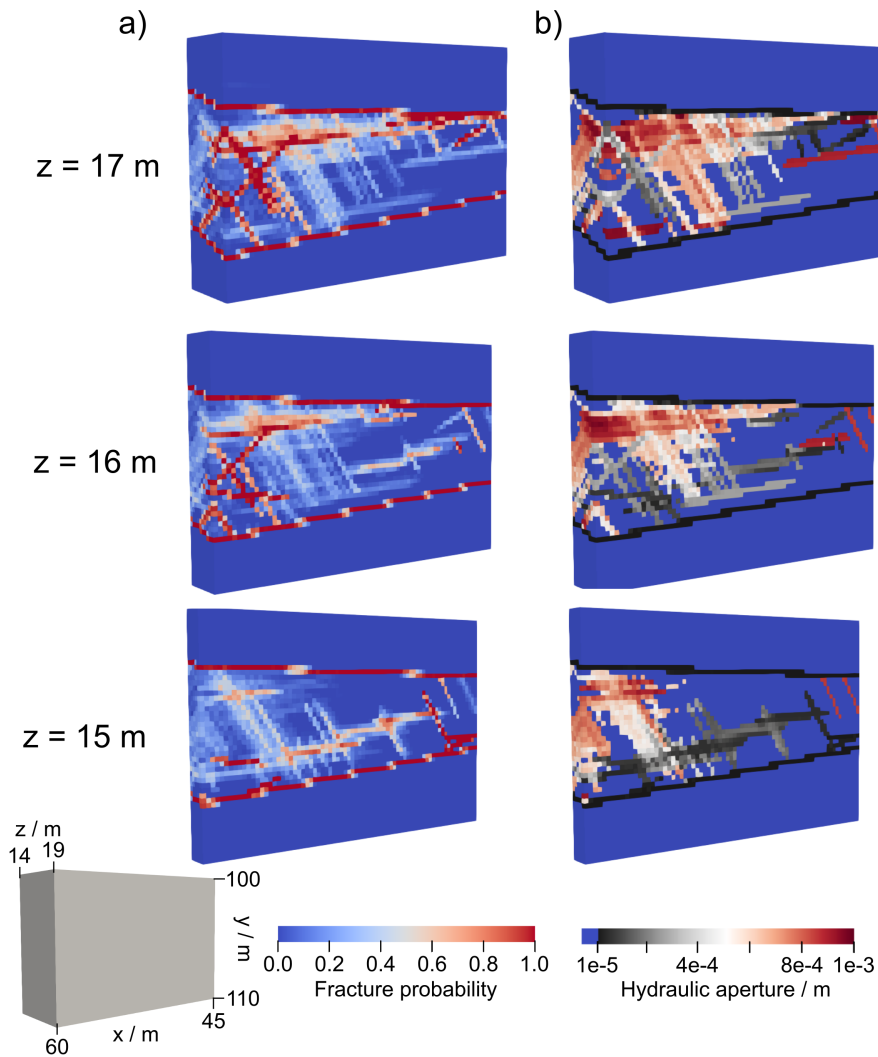 a)
b)
z = 17 m
z = 16 m
z = 15 m
z / m
14 19
100
y / m
110
45
x / m
60
0.0 0.2 0.4 0.6 0.8 1.0
Fracture probability
1e-5 4e-4 8e-4 1e-3
Hydraulic aperture / m